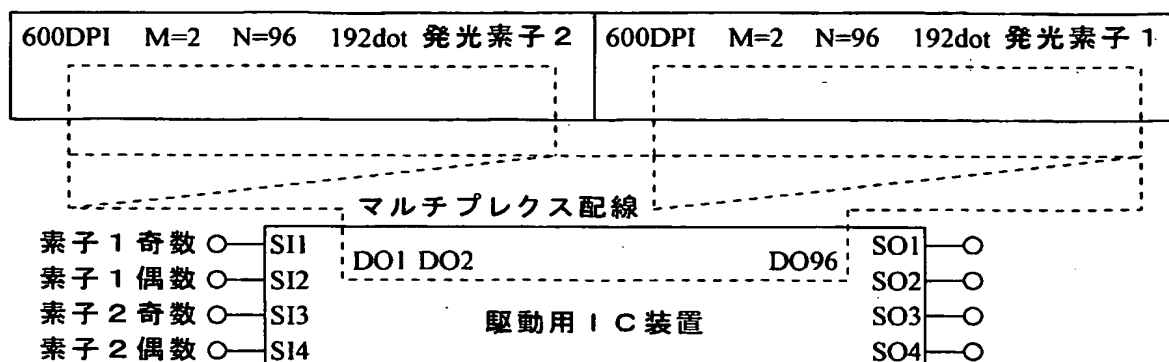 600DPI M=2 N=96 192dot 発光素子2
600DPI M=2 N=96 192dot 発光素子1
マルチプレクス配線
素子1奇数 SI1 DO1 DO2 DO96 SO1
素子1偶数 SI2 SO2
素子2奇数 SI3 駆動用IC装置 SO3
素子2偶数 SI4 SO4